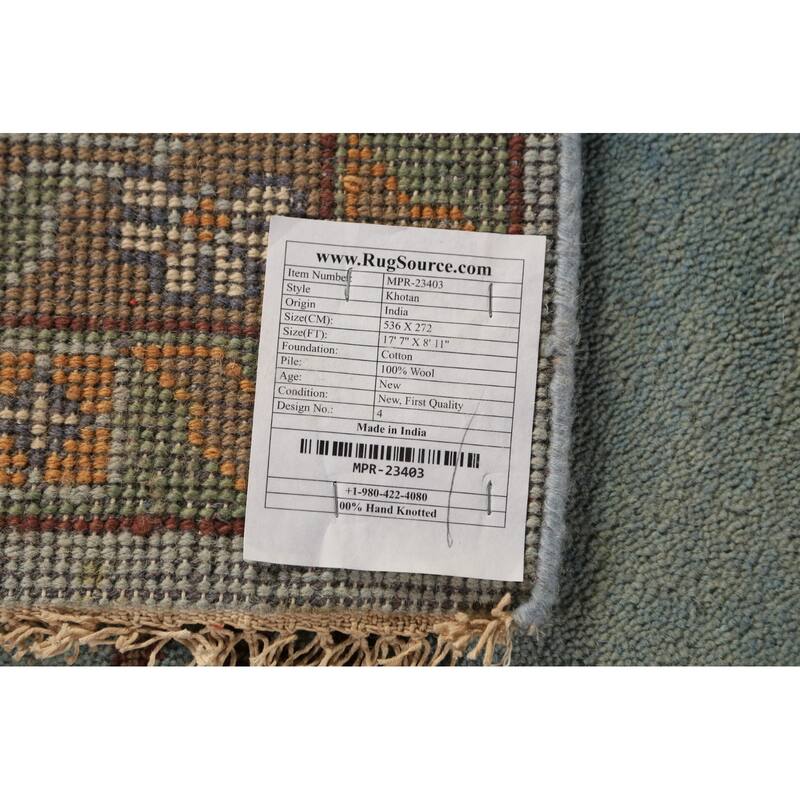 www.RugSource.com
Item Number: MPR-23403
Style Khotan
Origin India
Size(CM): 536 X 272
Size(FT): 17' 7" X 8' 11"
Foundation: Cotton
Pile: 100% Wool
Age: New
Condition: New, First Quality
Design No.: 4
Made in India
MPR-23403
+1-980-422-4080
00% Hand Knotted